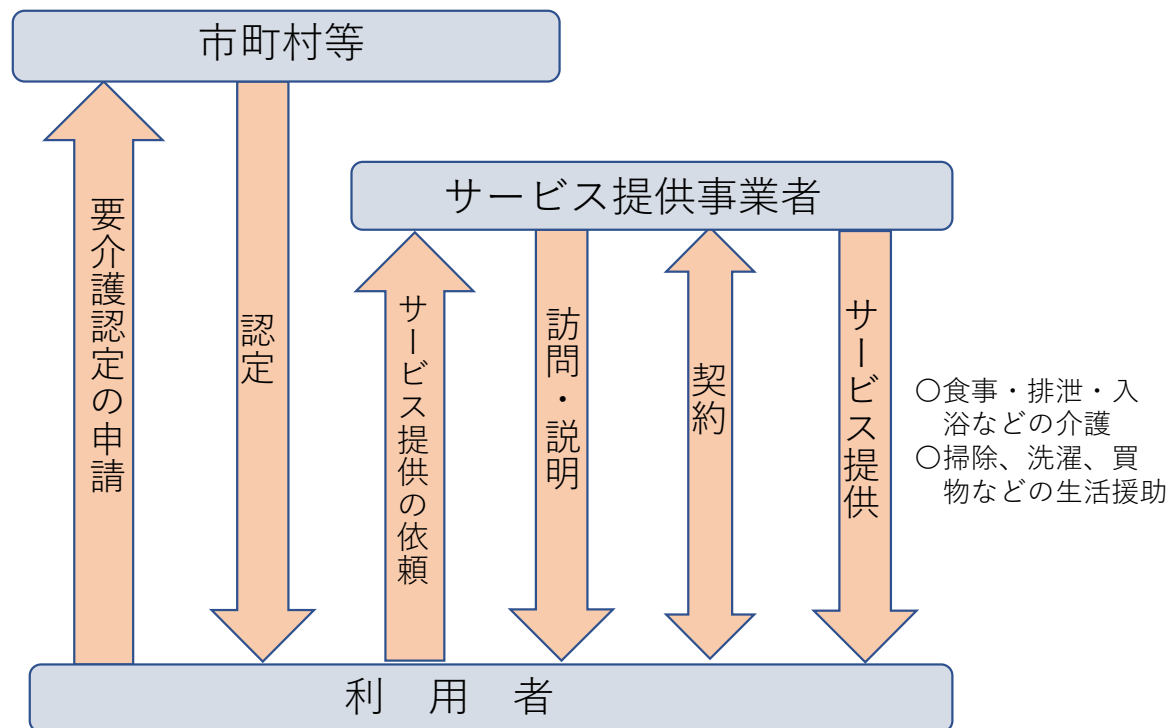 市町村等
サービス提供事業者
要介護認定の申請
認定
サービス提供の依頼
訪問・説明
契約
サービス提供
〇食事・排泄・入
浴などの介護
〇掃除、洗濯、買
物などの生活援助
利　用　者